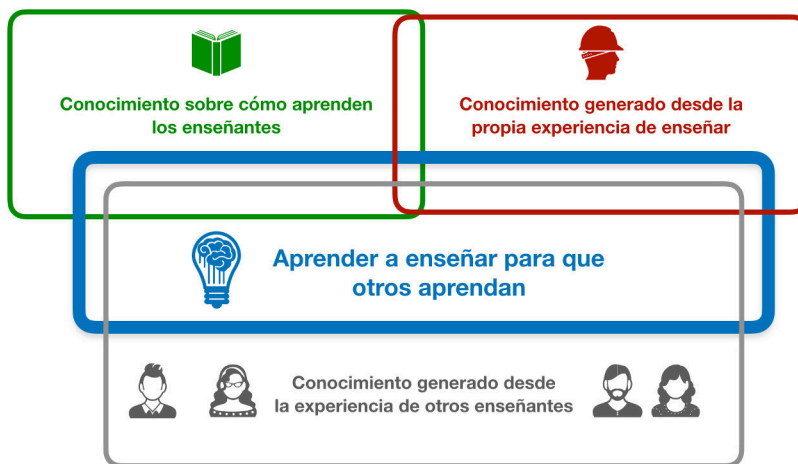 Conocimiento sobre cómo aprenden
los enseñantes
Conocimiento generado desde la
propia experiencia de enseñar
Aprender a enseñar para que
otros aprendan
Conocimiento generado desde
la experiencia de otros enseñantes